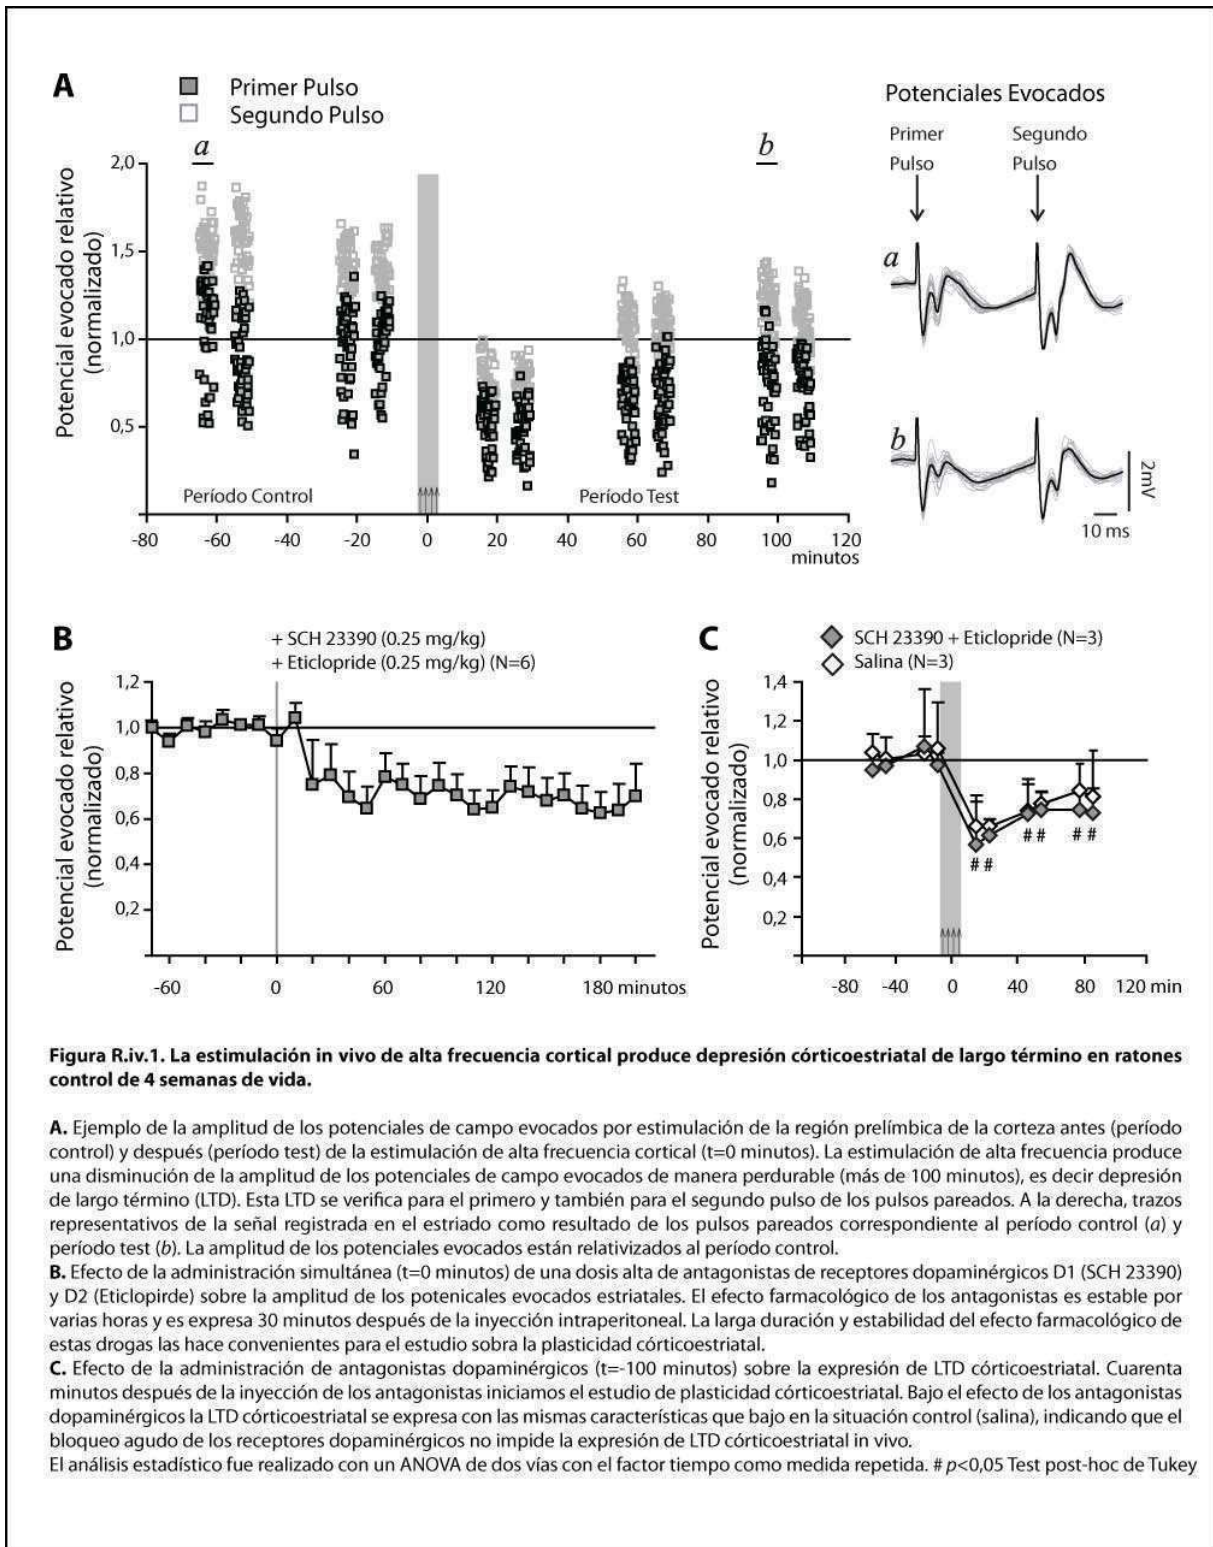 A
Primer Pulso
Segundo Pulso
Potencial evocado relativo
(normalizado)
2,0
1,5
1,0
0,5
a
b
Período Control
Período Test
-80
-60
-40
-20
0
20
40
60
80
100
120
minutos
Potenciales Evocados
Primer
Pulso
Segundo
Pulso
a
b
2mV
10 ms
B
+ SCH 23390 (0.25 mg/kg)
+ Eticlopride (0.25 mg/kg) (N=6)
Potencial evocado relativo
(normalizado)
1,2
1,0
0,8
0,6
0,4
0,2
-60
0
60
120
180 minutos
C
SCH 23390 + Eticlopride (N=3)
Salina (N=3)
Potencial evocado relativo
(normalizado)
1,4
1,2
1,0
0,8
0,6
0,4
0,2
# #
# #
# #
-80
-40
0
40
80
120 min
Figura R.iv.1. La estimulación in vivo de alta frecuencia cortical produce depresión córticoestriatal de largo término en ratones
control de 4 semanas de vida.
A. Ejemplo de la amplitud de los potenciales de campo evocados por estimulación de la región prelímbica de la corteza antes (período
control) y después (período test) de la estimulación de alta frecuencia cortical (t=0 minutos). La estimulación de alta frecuencia produce
una disminución de la amplitud de los potenciales de campo evocados de manera perdurable (más de 100 minutos), es decir depresión
de largo término (LTD). Esta LTD se verifica para el primero y también para el segundo pulso de los pulsos pareados. A la derecha, trazos
representativos de la señal registrada en el estriado como resultado de los pulsos pareados correspondiente al período control (a) y
período test (b). La amplitud de los potenciales evocados están relativizados al período control.
B. Efecto de la administración simultánea (t=0 minutos) de una dosis alta de antagonistas de receptores dopaminérgicos D1 (SCH 23390)
y D2 (Eticlopirde) sobre la amplitud de los potenicales evocados estriatales. El efecto farmacológico de los antagonistas es estable por
varias horas y es expresa 30 minutos después de la inyección intraperitoneal. La larga duración y estabilidad del efecto farmacológico de
estas drogas las hace convenientes para el estudio sobra la plasticidad córticoestriatal.
C. Efecto de la administración de antagonistas dopaminérgicos (t=-100 minutos) sobre la expresión de LTD córticoestriatal. Cuarenta
minutos después de la inyección de los antagonistas iniciamos el estudio de plasticidad córticoestriatal. Bajo el efecto de los antagonistas
dopaminérgicos la LTD córticoestriatal se expresa con las mismas características que bajo en la situación control (salina), indicando que el
bloqueo agudo de los receptores dopaminérgicos no impide la expresión de LTD córticoestriatal in vivo.
El análisis estadístico fue realizado con un ANOVA de dos vías con el factor tiempo como medida repetida. # p<0,05 Test post-hoc de Tukey